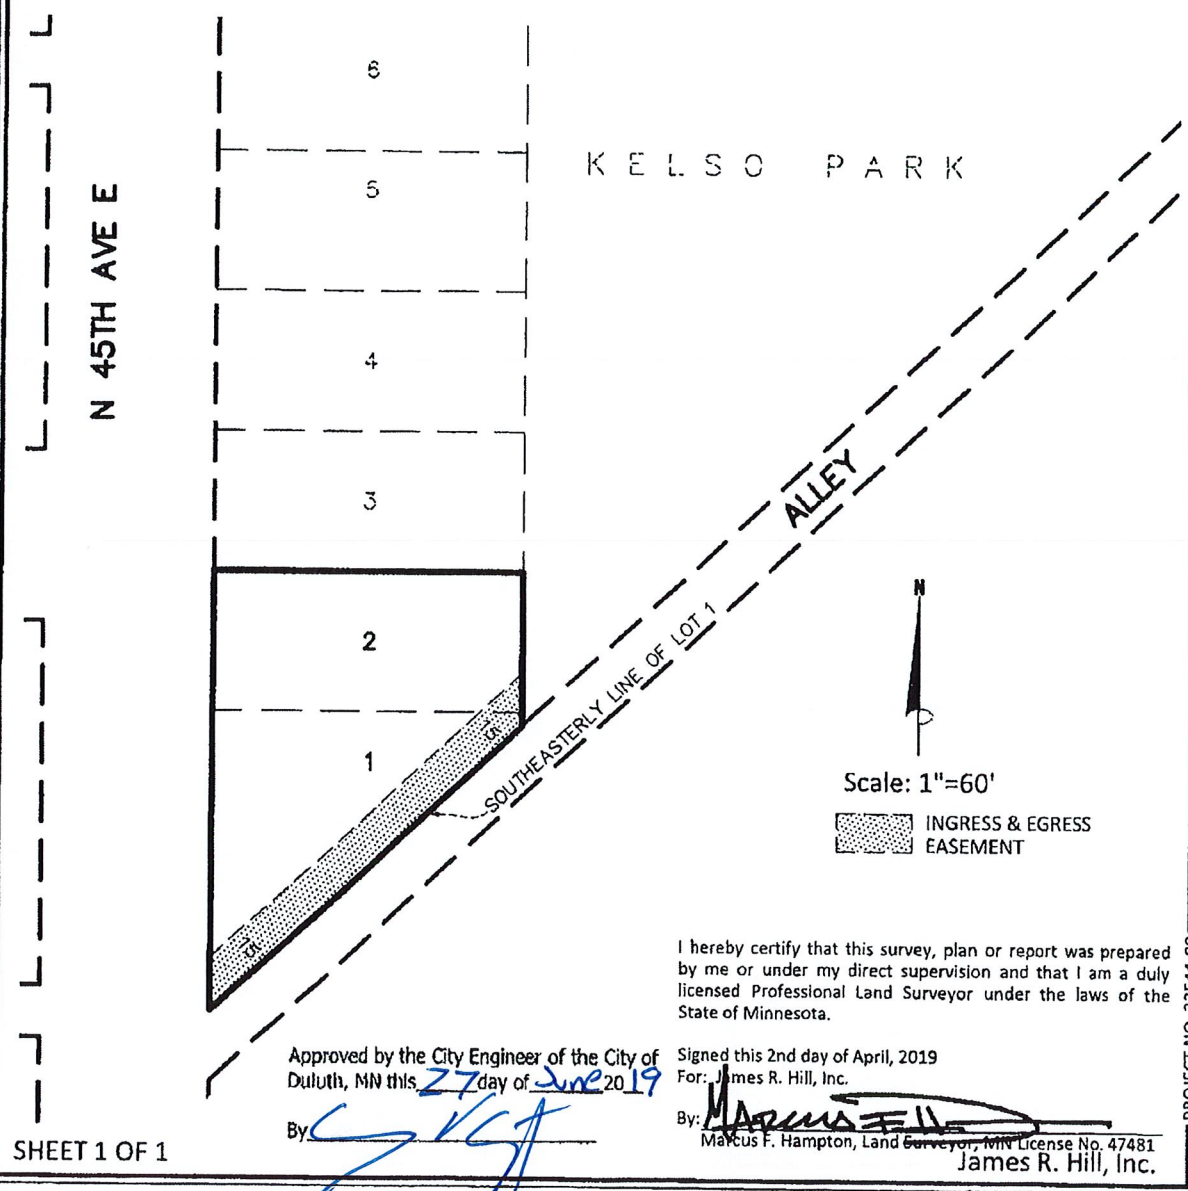 6
KELSO PARK
5
N 45TH AVE E
4
ALLEY
3
N
2
SOUTHEASTERLY LINE OF LOT 1
15
1
Scale: 1"=60'
INGRESS & EGRESS
EASEMENT
15
I hereby certify that this survey, plan or report was prepared
by me or under my direct supervision and that I am a duly
licensed Professional Land Surveyor under the laws of the
State of Minnesota.
Approved by the City Engineer of the City of
Duluth, MN this 27 day of June 2019
By
Signed this 2nd day of April, 2019
For: James R. Hill, Inc.
By:
Marcus F. Hampton, Land Surveyor, MN License No. 47481
SHEET 1 OF 1
James R. Hill, Inc.
PROJECT NO.